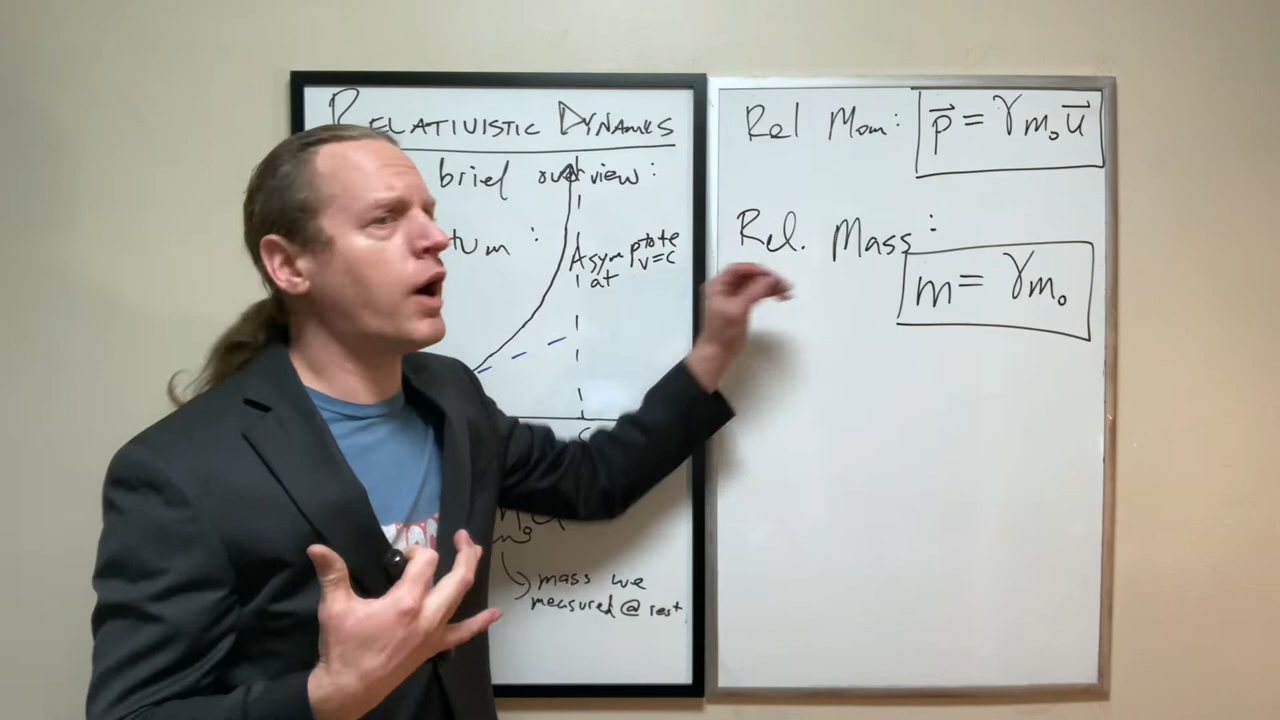 RELATIVISTIC DYNAMICS
brief overview:
tum:
Asymptote
at v=c
mass we
measured @ rest
Rel Mom: p⃗ = γm₀u⃗
Rel. Mass:
m = γm₀